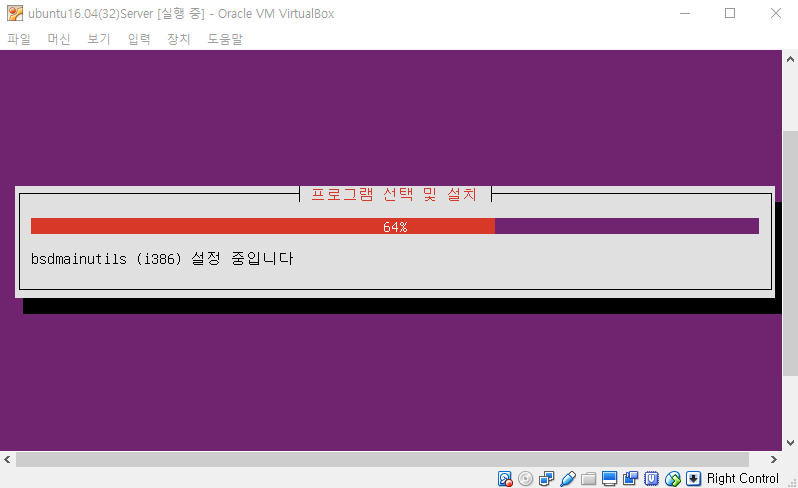 ubuntu16.04(32)Server [실행 중] - Oracle VM VirtualBox
파일 머신 보기 입력 장치 도움말
프로그램 선택 및 설치
64%
bsdmainutils (i386) 설정 중입니다
Right Control